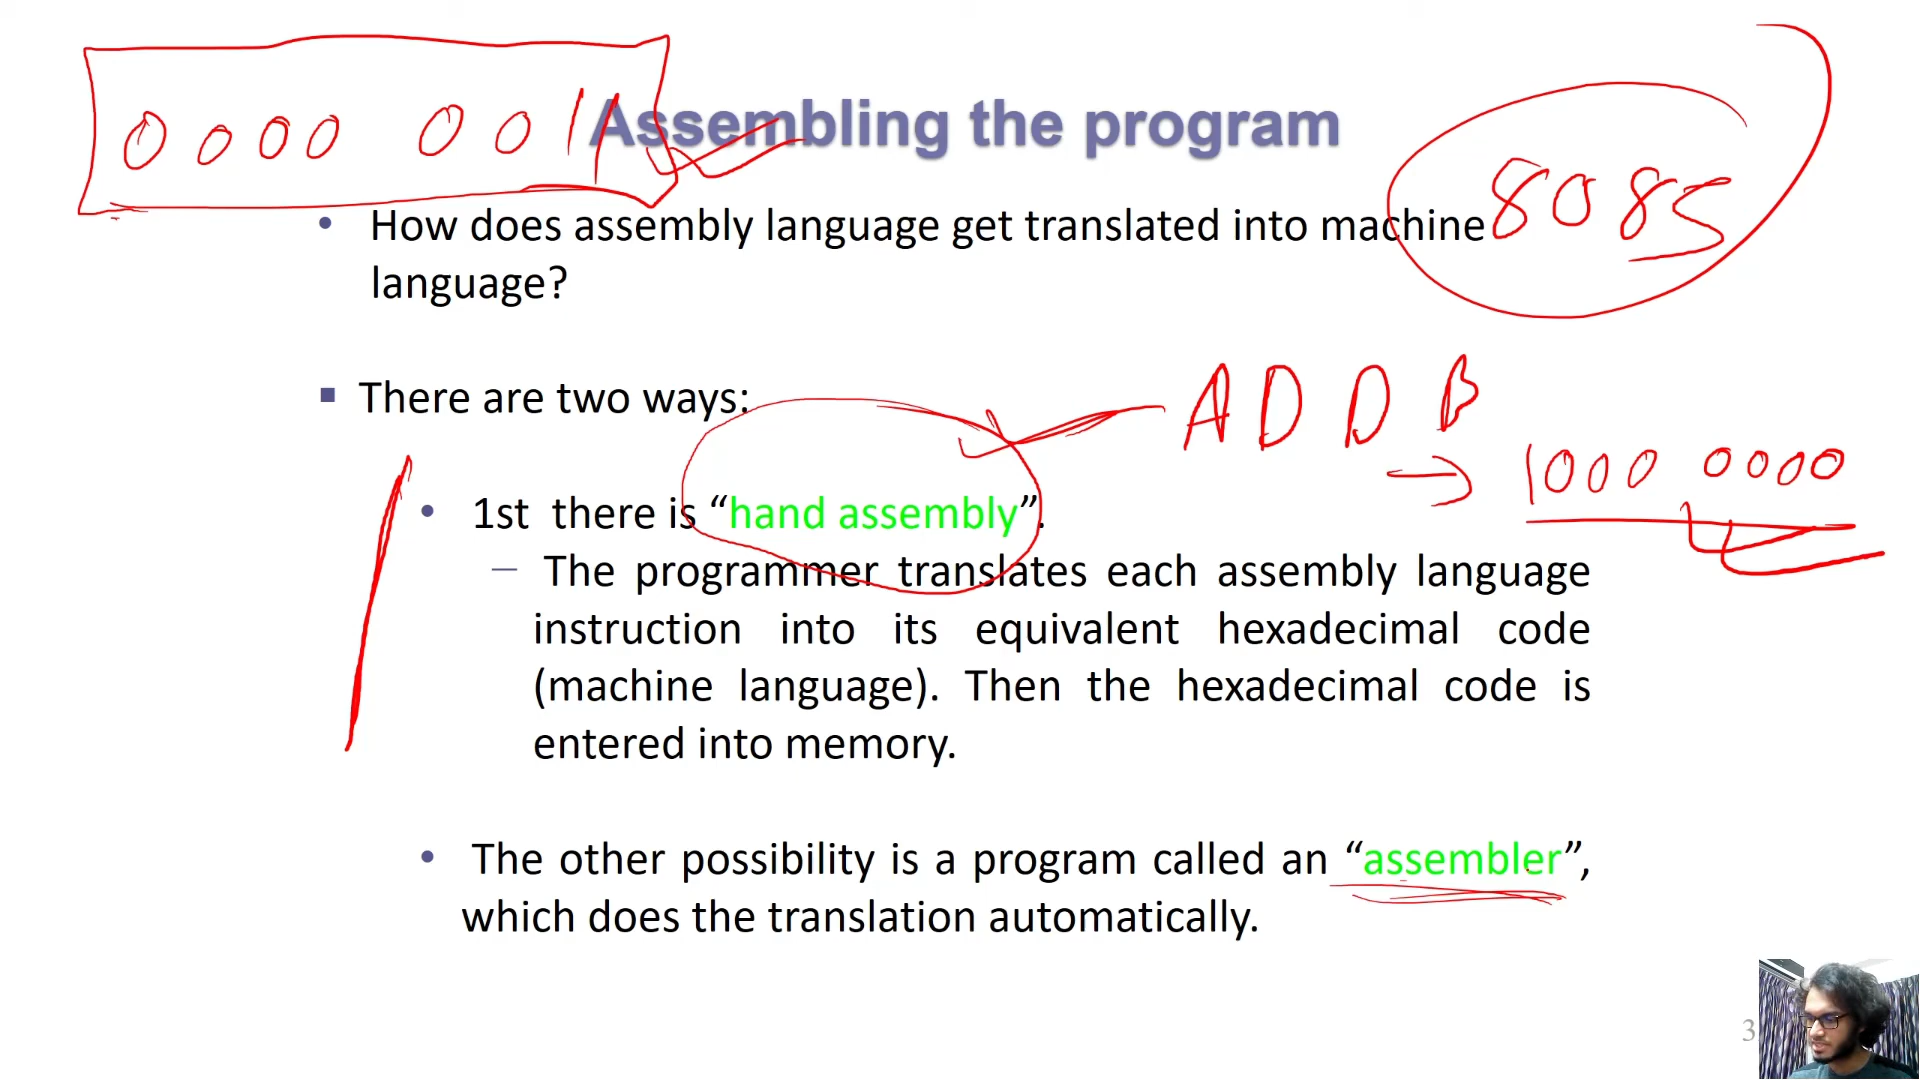 0000 0011
Assembling the program
8085
• How does assembly language get translated into machine
language?
▪ There are two ways:
ADD B
→ 1000 0000
• 1st there is “hand assembly”.
– The programmer translates each assembly language
instruction into its equivalent hexadecimal code
(machine language). Then the hexadecimal code is
entered into memory.
• The other possibility is a program called an “assembler”,
which does the translation automatically.
3